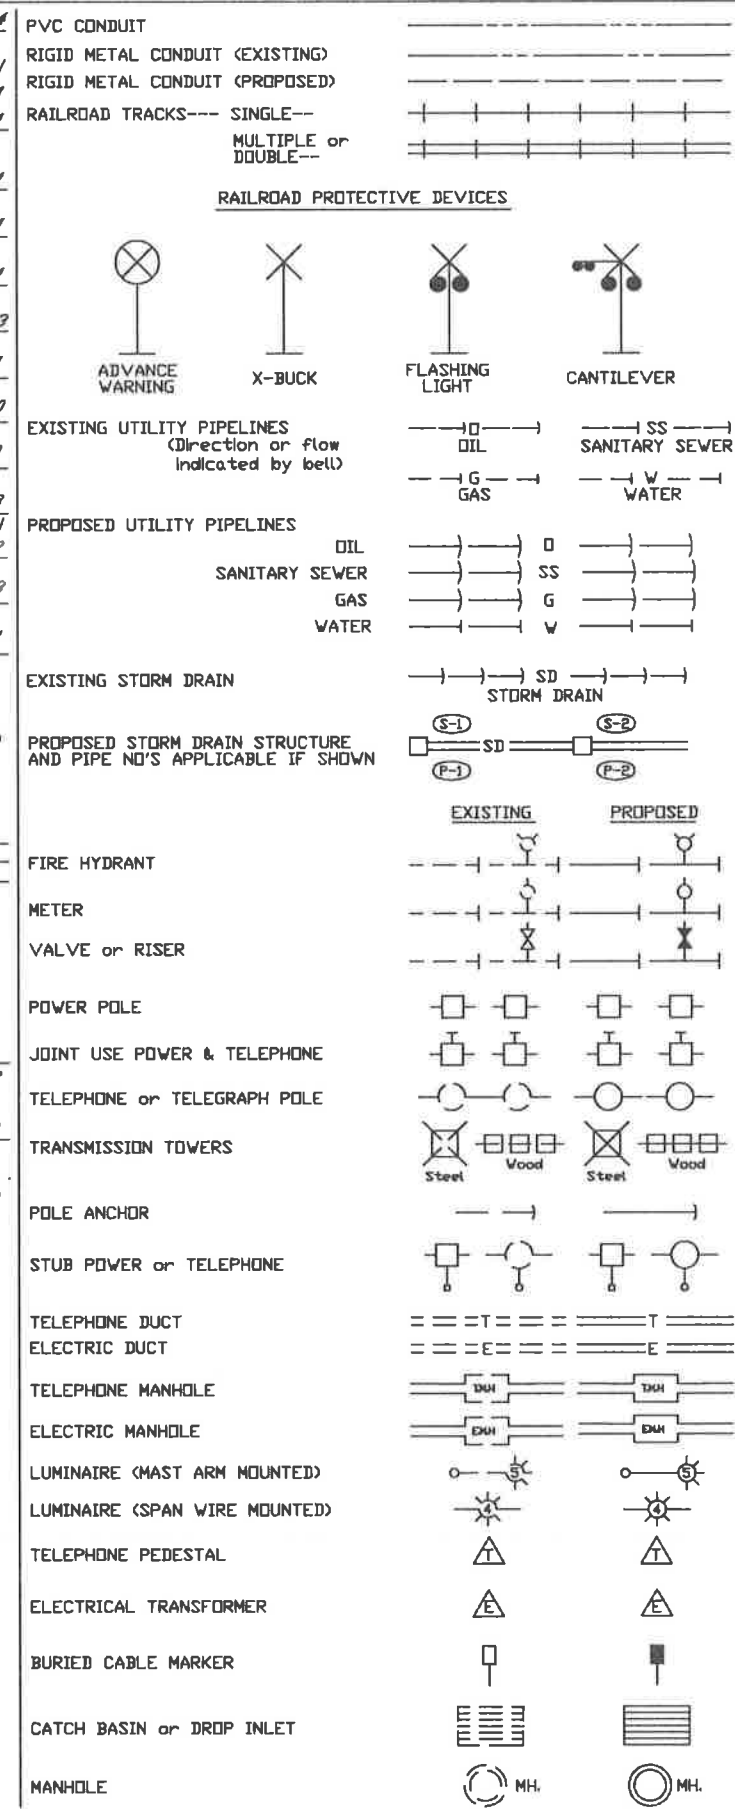 PVC CONDUIT
RIGID METAL CONDUIT (EXISTING)
RIGID METAL CONDUIT (PROPOSED)
RAILROAD TRACKS--- SINGLE--
MULTIPLE or
DOUBLE--
RAILROAD PROTECTIVE DEVICES
ADVANCE
WARNING
X-BUCK
FLASHING
LIGHT
CANTILEVER
EXISTING UTILITY PIPELINES
(Direction or flow
indicated by bell)
O
OIL
SS
SANITARY SEWER
G
GAS
W
WATER
PROPOSED UTILITY PIPELINES
OIL O
SANITARY SEWER SS
GAS G
WATER W
EXISTING STORM DRAIN SD
STORM DRAIN
S-1 S-2
PROPOSED STORM DRAIN STRUCTURE
AND PIPE NO'S APPLICABLE IF SHOWN
SD
P-1 P-2
EXISTING PROPOSED
FIRE HYDRANT
METER
VALVE or RISER
POWER POLE
JOINT USE POWER & TELEPHONE
TELEPHONE or TELEGRAPH POLE
TRANSMISSION TOWERS
Steel Wood Steel Wood
POLE ANCHOR
STUB POWER or TELEPHONE
TELEPHONE DUCT T T
ELECTRIC DUCT E E
TELEPHONE MANHOLE TMH TMH
ELECTRIC MANHOLE EMH EMH
LUMINAIRE (MAST ARM MOUNTED) 5 5
LUMINAIRE (SPAN WIRE MOUNTED) 4 4
TELEPHONE PEDESTAL T T
ELECTRICAL TRANSFORMER E E
BURIED CABLE MARKER
CATCH BASIN or DROP INLET
MANHOLE MH. MH.